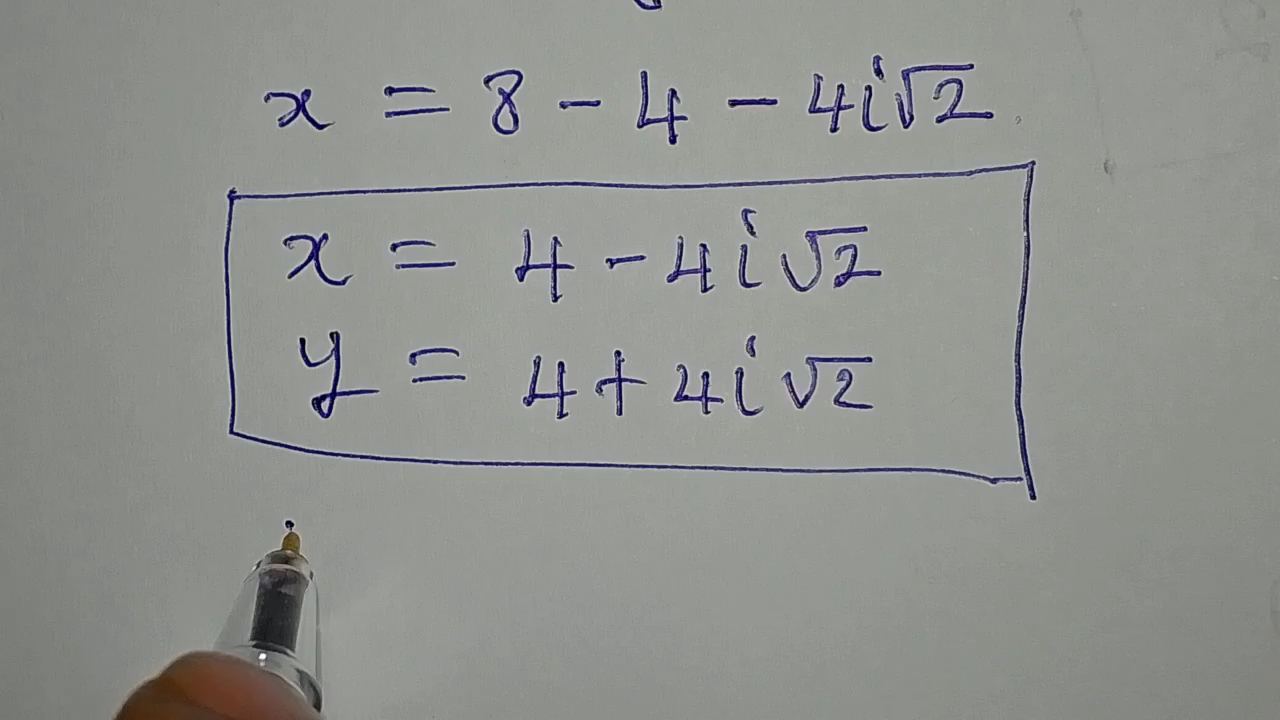 x = 8 - 4 - 4i√2
x = 4 - 4i√2
y = 4 + 4i√2